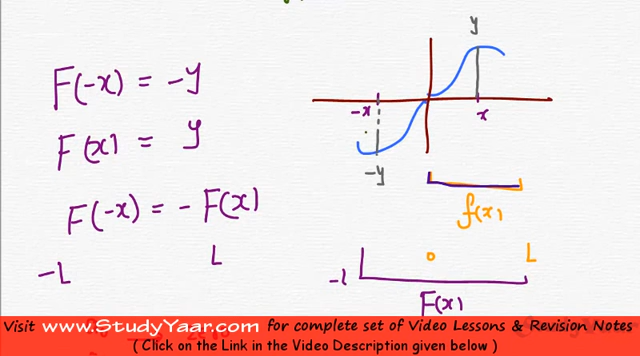 F(-x) = -y
F(x) = y
F(-x) = - F(x)
-L L
y
-x x
-y
f(x)
0 L
-L
F(x)
Visit www.StudyYaar.com for complete set of Video Lessons & Revision Notes
( Click on the Link in the Video Description given below )